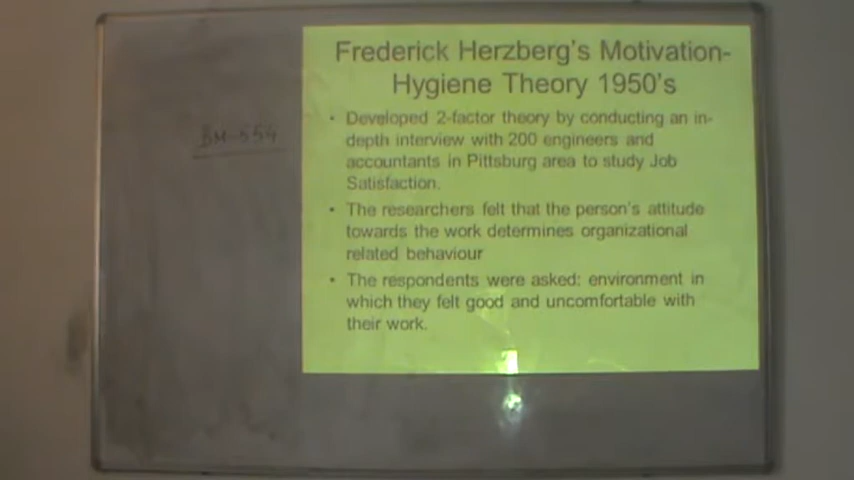 Frederick Herzberg's Motivation-
Hygiene Theory 1950's
• Developed 2-factor theory by conducting an in-
depth interview with 200 engineers and
accountants in Pittsburg area to study Job
Satisfaction.
• The researchers felt that the person's attitude
towards the work determines organizational
related behaviour
• The respondents were asked: environment in
which they felt good and uncomfortable with
their work.
BM-554